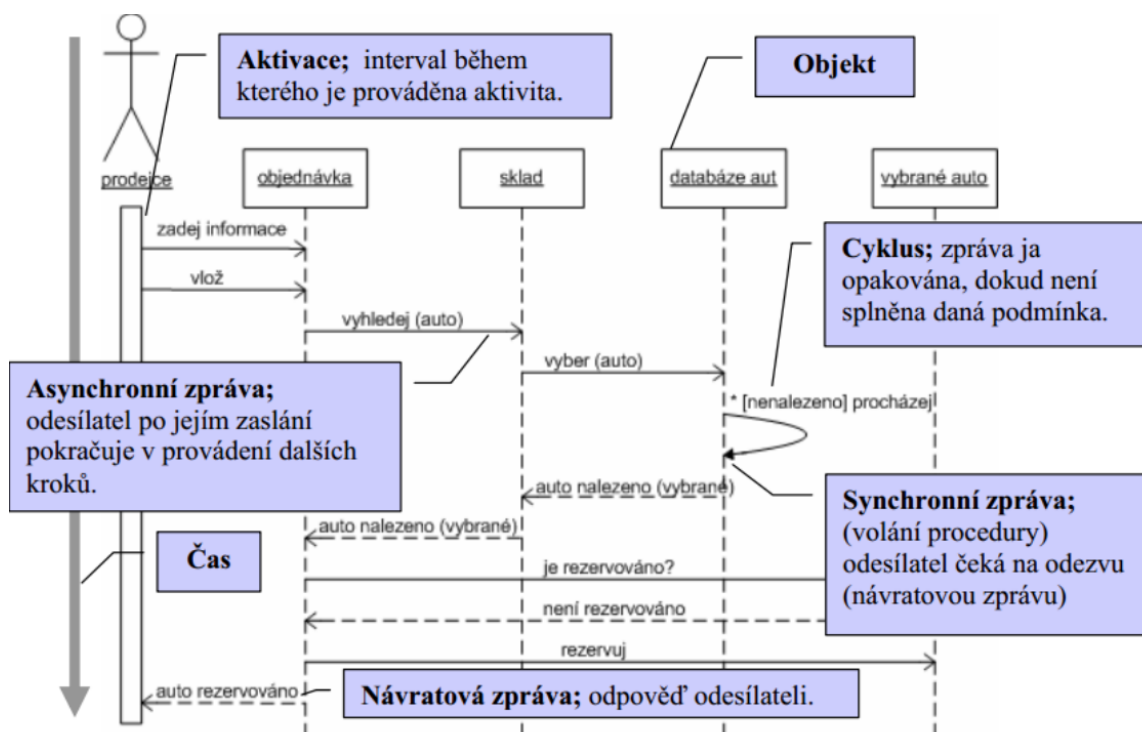 Aktivace; interval během
kterého je prováděna aktivita.
Objekt
prodejce
objednávka
sklad
databáze aut
vybrané auto
zadej informace
vlož
vyhledej (auto)
vyber (auto)
Cyklus; zpráva ja
opakována, dokud není
splněna daná podmínka.
* [nenalezeno] procházej
Asynchronní zpráva;
odesílatel po jejím zaslání
pokračuje v provádení dalších
kroků.
auto nalezeno (vybrané)
auto nalezeno (vybrané)
Synchronní zpráva;
(volání procedury)
odesílatel čeká na odezvu
(návratovou zprávu)
Čas
je rezervováno?
není rezervováno
rezervuj
auto rezervováno
Návratová zpráva; odpověď odesílateli.